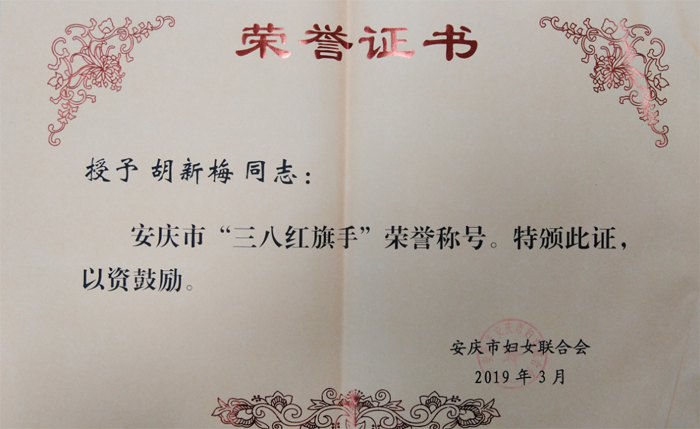 荣誉证书
授予 胡新梅 同志：
安庆市“三八红旗手”荣誉称号。特颁此证，
以资鼓励。
安庆市妇女联合会
2019 年 3 月